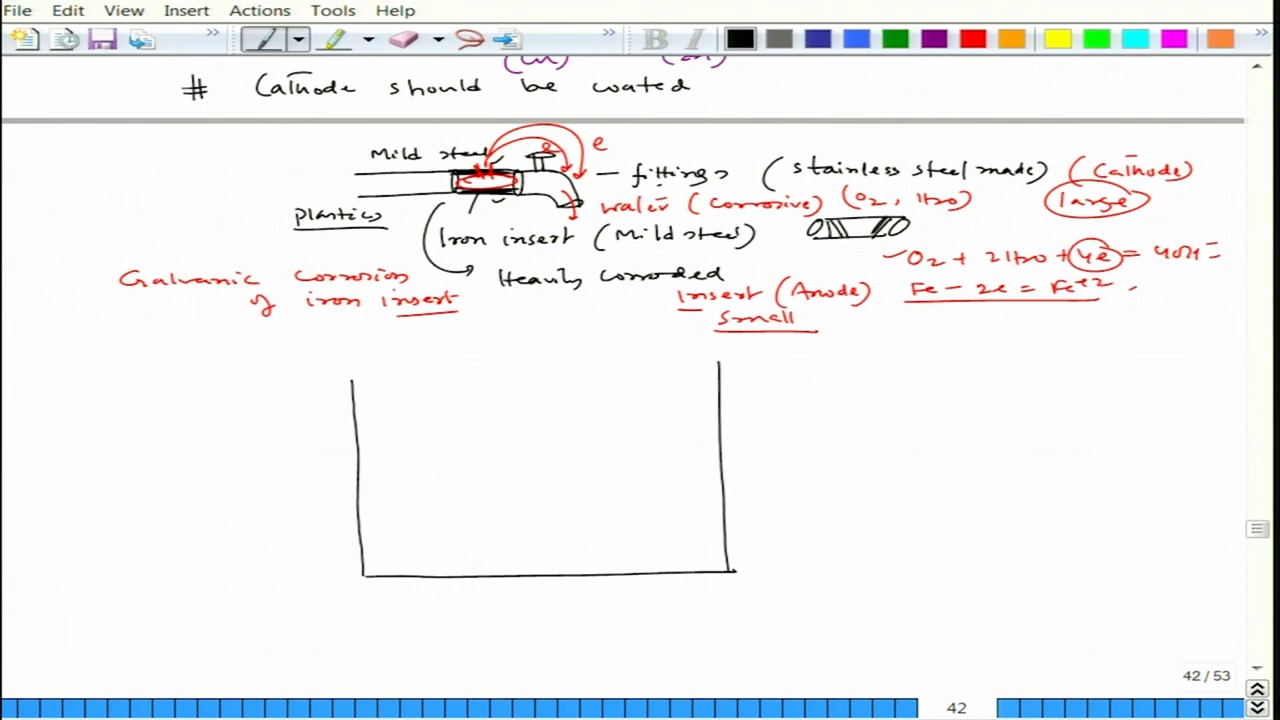 File Edit View Insert Actions Tools Help
B I
# Cathode should be coated
Mild steel
e
e
– fittings (stainless steel made) (Cathode)
water (corrosive) (O2, H2O) large
plastics
Iron insert (Mild steel)
O2 + 2H2O + 4e = 4OH–
Heavily corroded
Galvanic corrosion
of iron insert
Insert (Anode) Fe - 2e = Fe+2
small
42 / 53
42